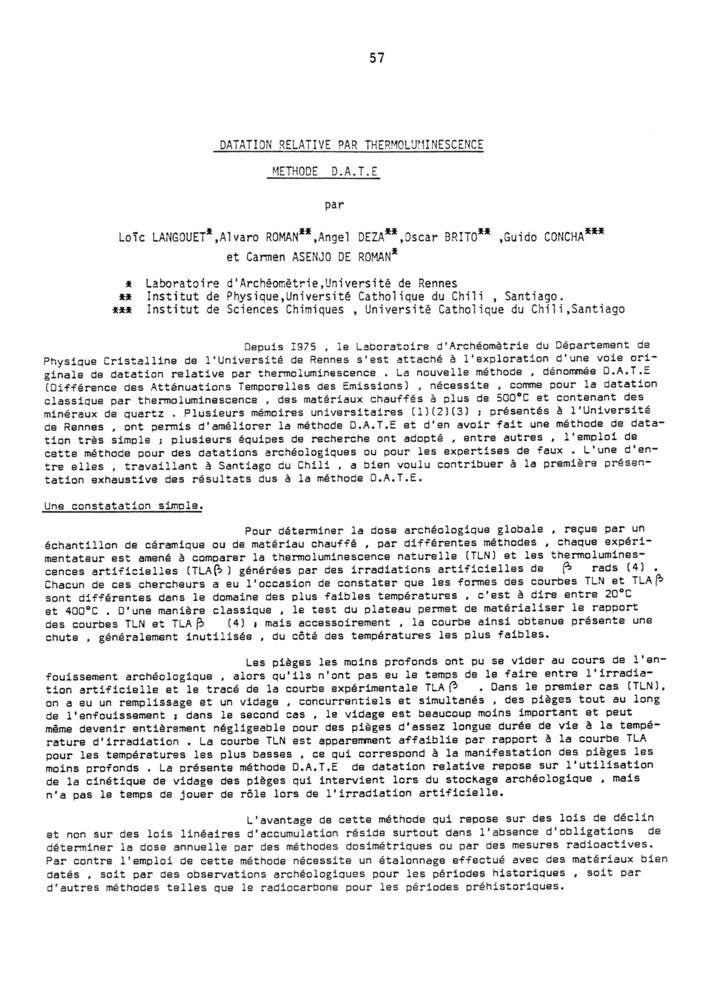 57
DATATION RELATIVE PAR THERMOLUMINESCENCE
METHODE D.A.T.E
par
Loïc LANGOUET*,Alvaro ROMAN**,Angel DEZA**,Oscar BRITO** ,Guido CONCHA***
et Carmen ASENJO DE ROMAN*
* Laboratoire d'Archéomètrie,Université de Rennes
** Institut de Physique,Université Catholique du Chili , Santiago.
*** Institut de Sciences Chimiques , Université Catholique du Chili,Santiago
Depuis I975 , le Laboratoire d'Archéomètrie du Département de
Physique Cristalline de l'Université de Rennes s'est attaché à l'exploration d'une voie ori-
ginale de datation relative par thermoluminescence . La nouvelle méthode , dénommée D.A.T.E
(Différence des Atténuations Temporelles des Emissions) , nécessite , comme pour la datation
classique par thermoluminescence , des matériaux chauffés à plus de 500°C et contenant des
minéraux de quartz . Plusieurs mémoires universitaires (1)(2)(3) ; présentés à l'Université
de Rennes , ont permis d'améliorer la méthode D.A.T.E et d'en avoir fait une méthode de data-
tion très simple ; plusieurs équipes de recherche ont adopté , entre autres , l'emploi de
cette méthode pour des datations archéologiques ou pour les expertises de faux . L'une d'en-
tre elles , travaillant à Santiago du Chili , a bien voulu contribuer à la première présen-
tation exhaustive des résultats dus à la méthode D.A.T.E.
Une constatation simple.
Pour déterminer la dose archéologique globale , reçue par un
échantillon de céramique ou de matériau chauffé , par différentes méthodes , chaque expéri-
mentateur est amené à comparer la thermoluminescence naturelle (TLN) et les thermolumines-
cences artificielles (TLAβ ) générées par des irradiations artificielles de β rads (4) .
Chacun de ces chercheurs a eu l'occasion de constater que les formes des courbes TLN et TLAβ
sont différentes dans le domaine des plus faibles températures , c'est à dire entre 20°C
et 400°C . D'une manière classique , le test du plateau permet de matérialiser le rapport
des courbes TLN et TLA β (4) ; mais accessoirement , la courbe ainsi obtenue présente une
chute , généralement inutilisée , du côté des températures les plus faibles.
Les pièges les moins profonds ont pu se vider au cours de l'en-
fouissement archéologique , alors qu'ils n'ont pas eu le temps de le faire entre l'irradia-
tion artificielle et le tracé de la courbe expérimentale TLA β . Dans le premier cas (TLN),
on a eu un remplissage et un vidage , concurrentiels et simultanés , des pièges tout au long
de l'enfouissement ; dans le second cas , le vidage est beaucoup moins important et peut
même devenir entièrement négligeable pour des pièges d'assez longue durée de vie à la tempé-
rature d'irradiation . La courbe TLN est apparemment affaiblie par rapport à la courbe TLA
pour les températures les plus basses , ce qui correspond à la manifestation des pièges les
moins profonds . La présente méthode D.A.T.E de datation relative repose sur l'utilisation
de la cinétique de vidage des pièges qui intervient lors du stockage archéologique , mais
n'a pas le temps de jouer de rôle lors de l'irradiation artificielle.
L'avantage de cette méthode qui repose sur des lois de déclin
et non sur des lois linéaires d'accumulation réside surtout dans l'absence d'obligations de
déterminer la dose annuelle par des méthodes dosimétriques ou par des mesures radioactives.
Par contre l'emploi de cette méthode nécessite un étalonnage effectué avec des matériaux bien
datés , soit par des observations archéologiques pour les périodes historiques , soit par
d'autres méthodes telles que le radiocarbone pour les périodes préhistoriques.